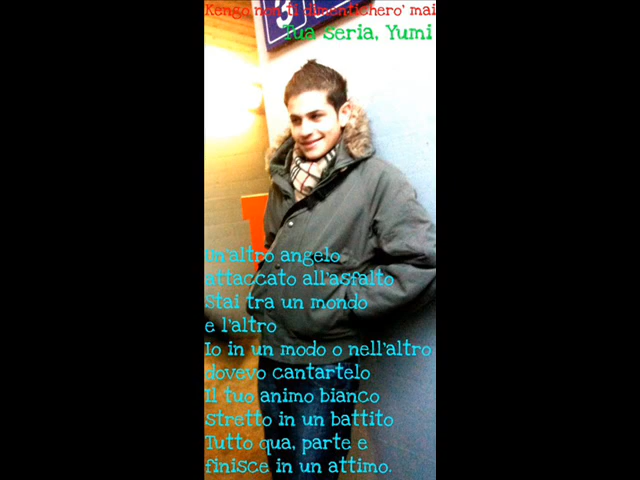 Kengo non ti dimentichero' mai
Tua seria, Yumi
3
Un'altro angelo
attaccato all'asfalto
Stai tra un mondo
e l'altro
Io in un modo o nell'altro
dovevo cantartelo
Il tuo animo bianco
stretto in un battito
Tutto qua, parte e
finisce in un attimo.